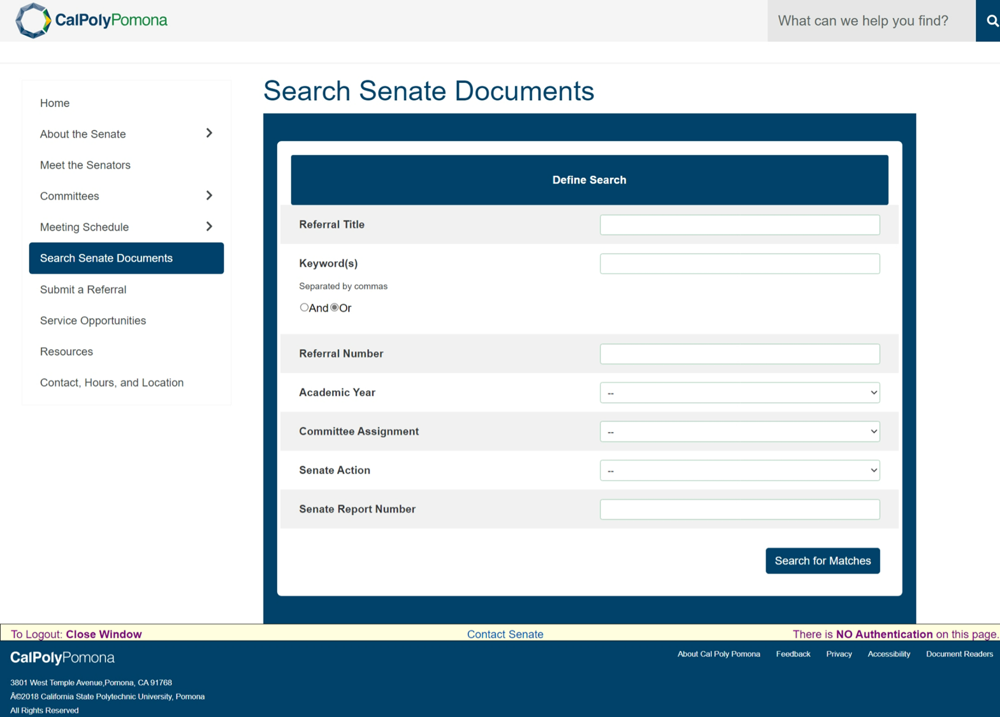 CalPolyPomona
What can we help you find?
Home
About the Senate
Meet the Senators
Committees
Meeting Schedule
Search Senate Documents
Submit a Referral
Service Opportunities
Resources
Contact, Hours, and Location
Search Senate Documents
Define Search
Referral Title
Keyword(s)
Separated by commas
And Or
Referral Number
Academic Year --
Committee Assignment --
Senate Action --
Senate Report Number
Search for Matches
To Logout: Close Window Contact Senate There is NO Authentication on this page.
CalPolyPomona
About Cal Poly Pomona Feedback Privacy Accessibility Document Readers
3801 West Temple Avenue,Pomona, CA 91768
Â©2018 California State Polytechnic University, Pomona
All Rights Reserved